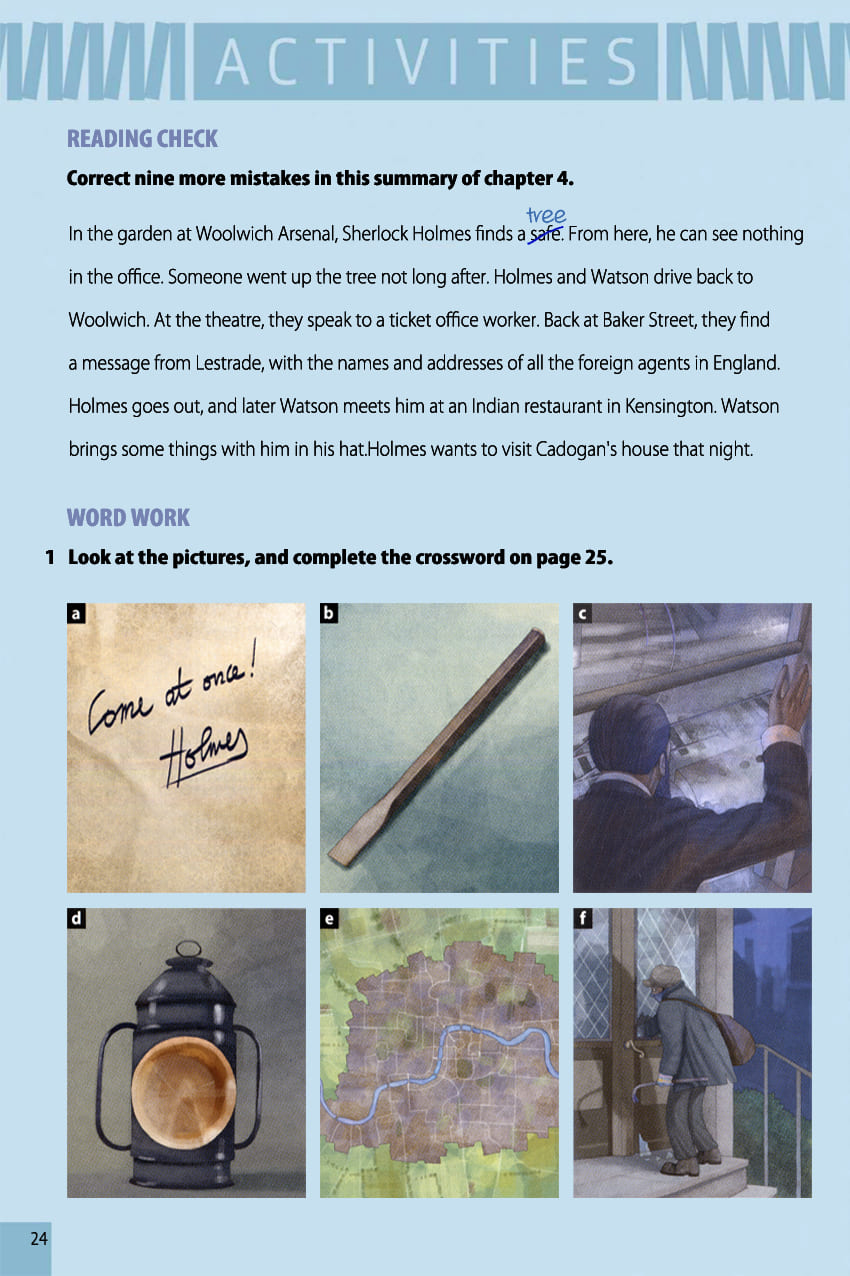 ACTIVITIES
READING CHECK
Correct nine more mistakes in this summary of chapter 4.
tree
In the garden at Woolwich Arsenal, Sherlock Holmes finds a safe. From here, he can see nothing
in the office. Someone went up the tree not long after. Holmes and Watson drive back to
Woolwich. At the theatre, they speak to a ticket office worker. Back at Baker Street, they find
a message from Lestrade, with the names and addresses of all the foreign agents in England.
Holmes goes out, and later Watson meets him at an Indian restaurant in Kensington. Watson
brings some things with him in his hat.Holmes wants to visit Cadogan's house that night.
WORD WORK
1 Look at the pictures, and complete the crossword on page 25.
a
Come at once!
Holmes
b
c
d
e
f
24